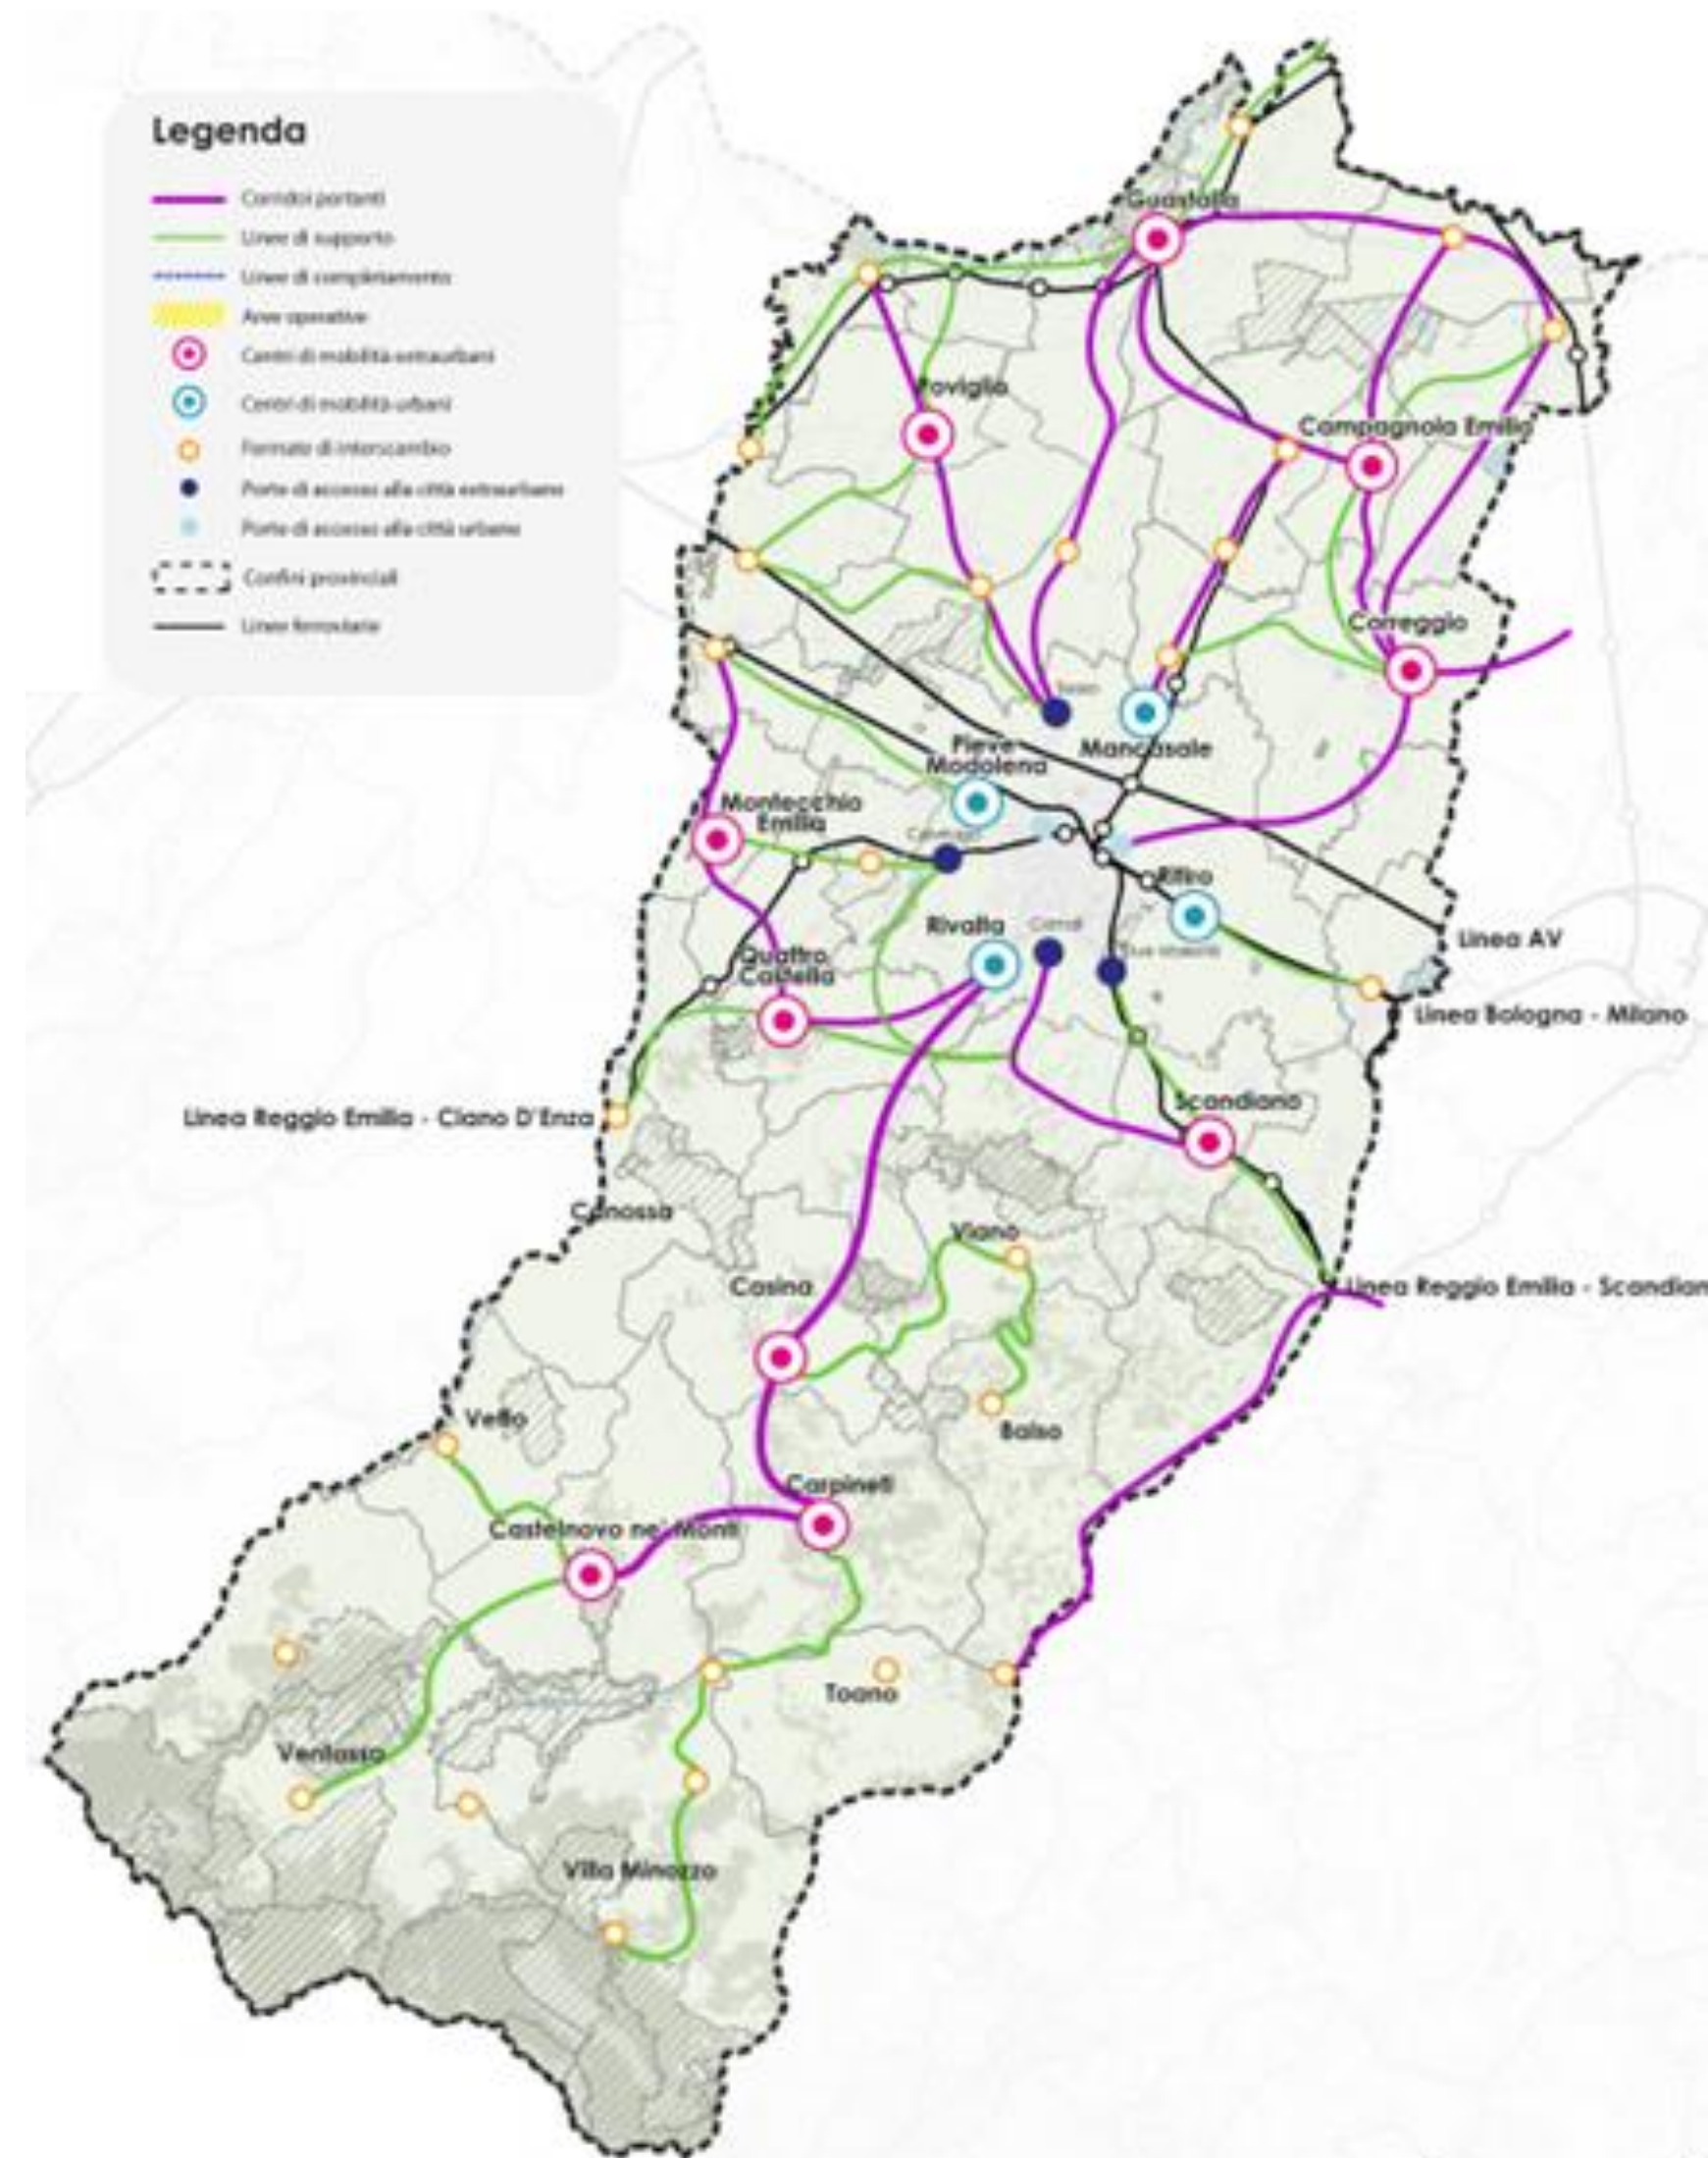 Legenda
Corridoi portanti
Linee di supporto
Linee di completamento
Aree operative
Centri di mobilità extraurbani
Centri di mobilità urbani
Fermate di interscambio
Porte di accesso alla città extraurbane
Porte di accesso alla città urbane
Confini provinciali
Linee ferroviarie
Guastalla
Poviglio
Campagnola Emilia
Correggio
Pieve
Modolena
Mancasale
Montecchio
Emilia
Rivalta
Quattro
Castella
Linea AV
Linea Bologna - Milano
Linea Reggio Emilia - Ciano D'Enza
Scandiano
Canossa
Viano
Casina
Linea Reggio Emilia - Scandian
Vetto
Baiso
Carpineti
Castelnovo ne' Monti
Toano
Ventasso
Villa Minozzo